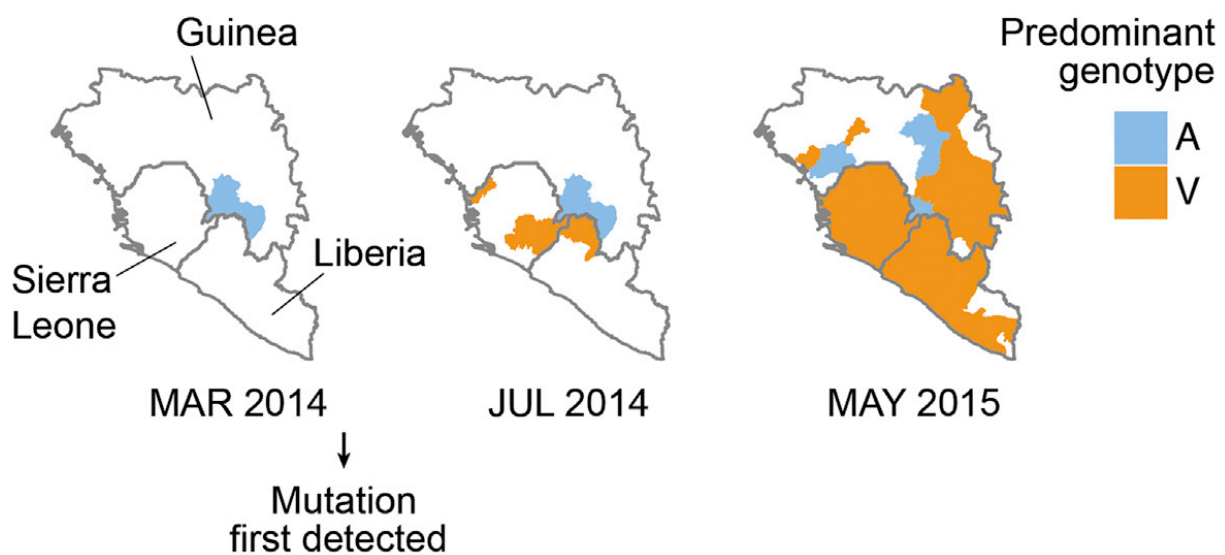 Guinea
Predominant
genotype
A
V
Liberia
Sierra
Leone
MAR 2014
JUL 2014
MAY 2015
Mutation
first detected